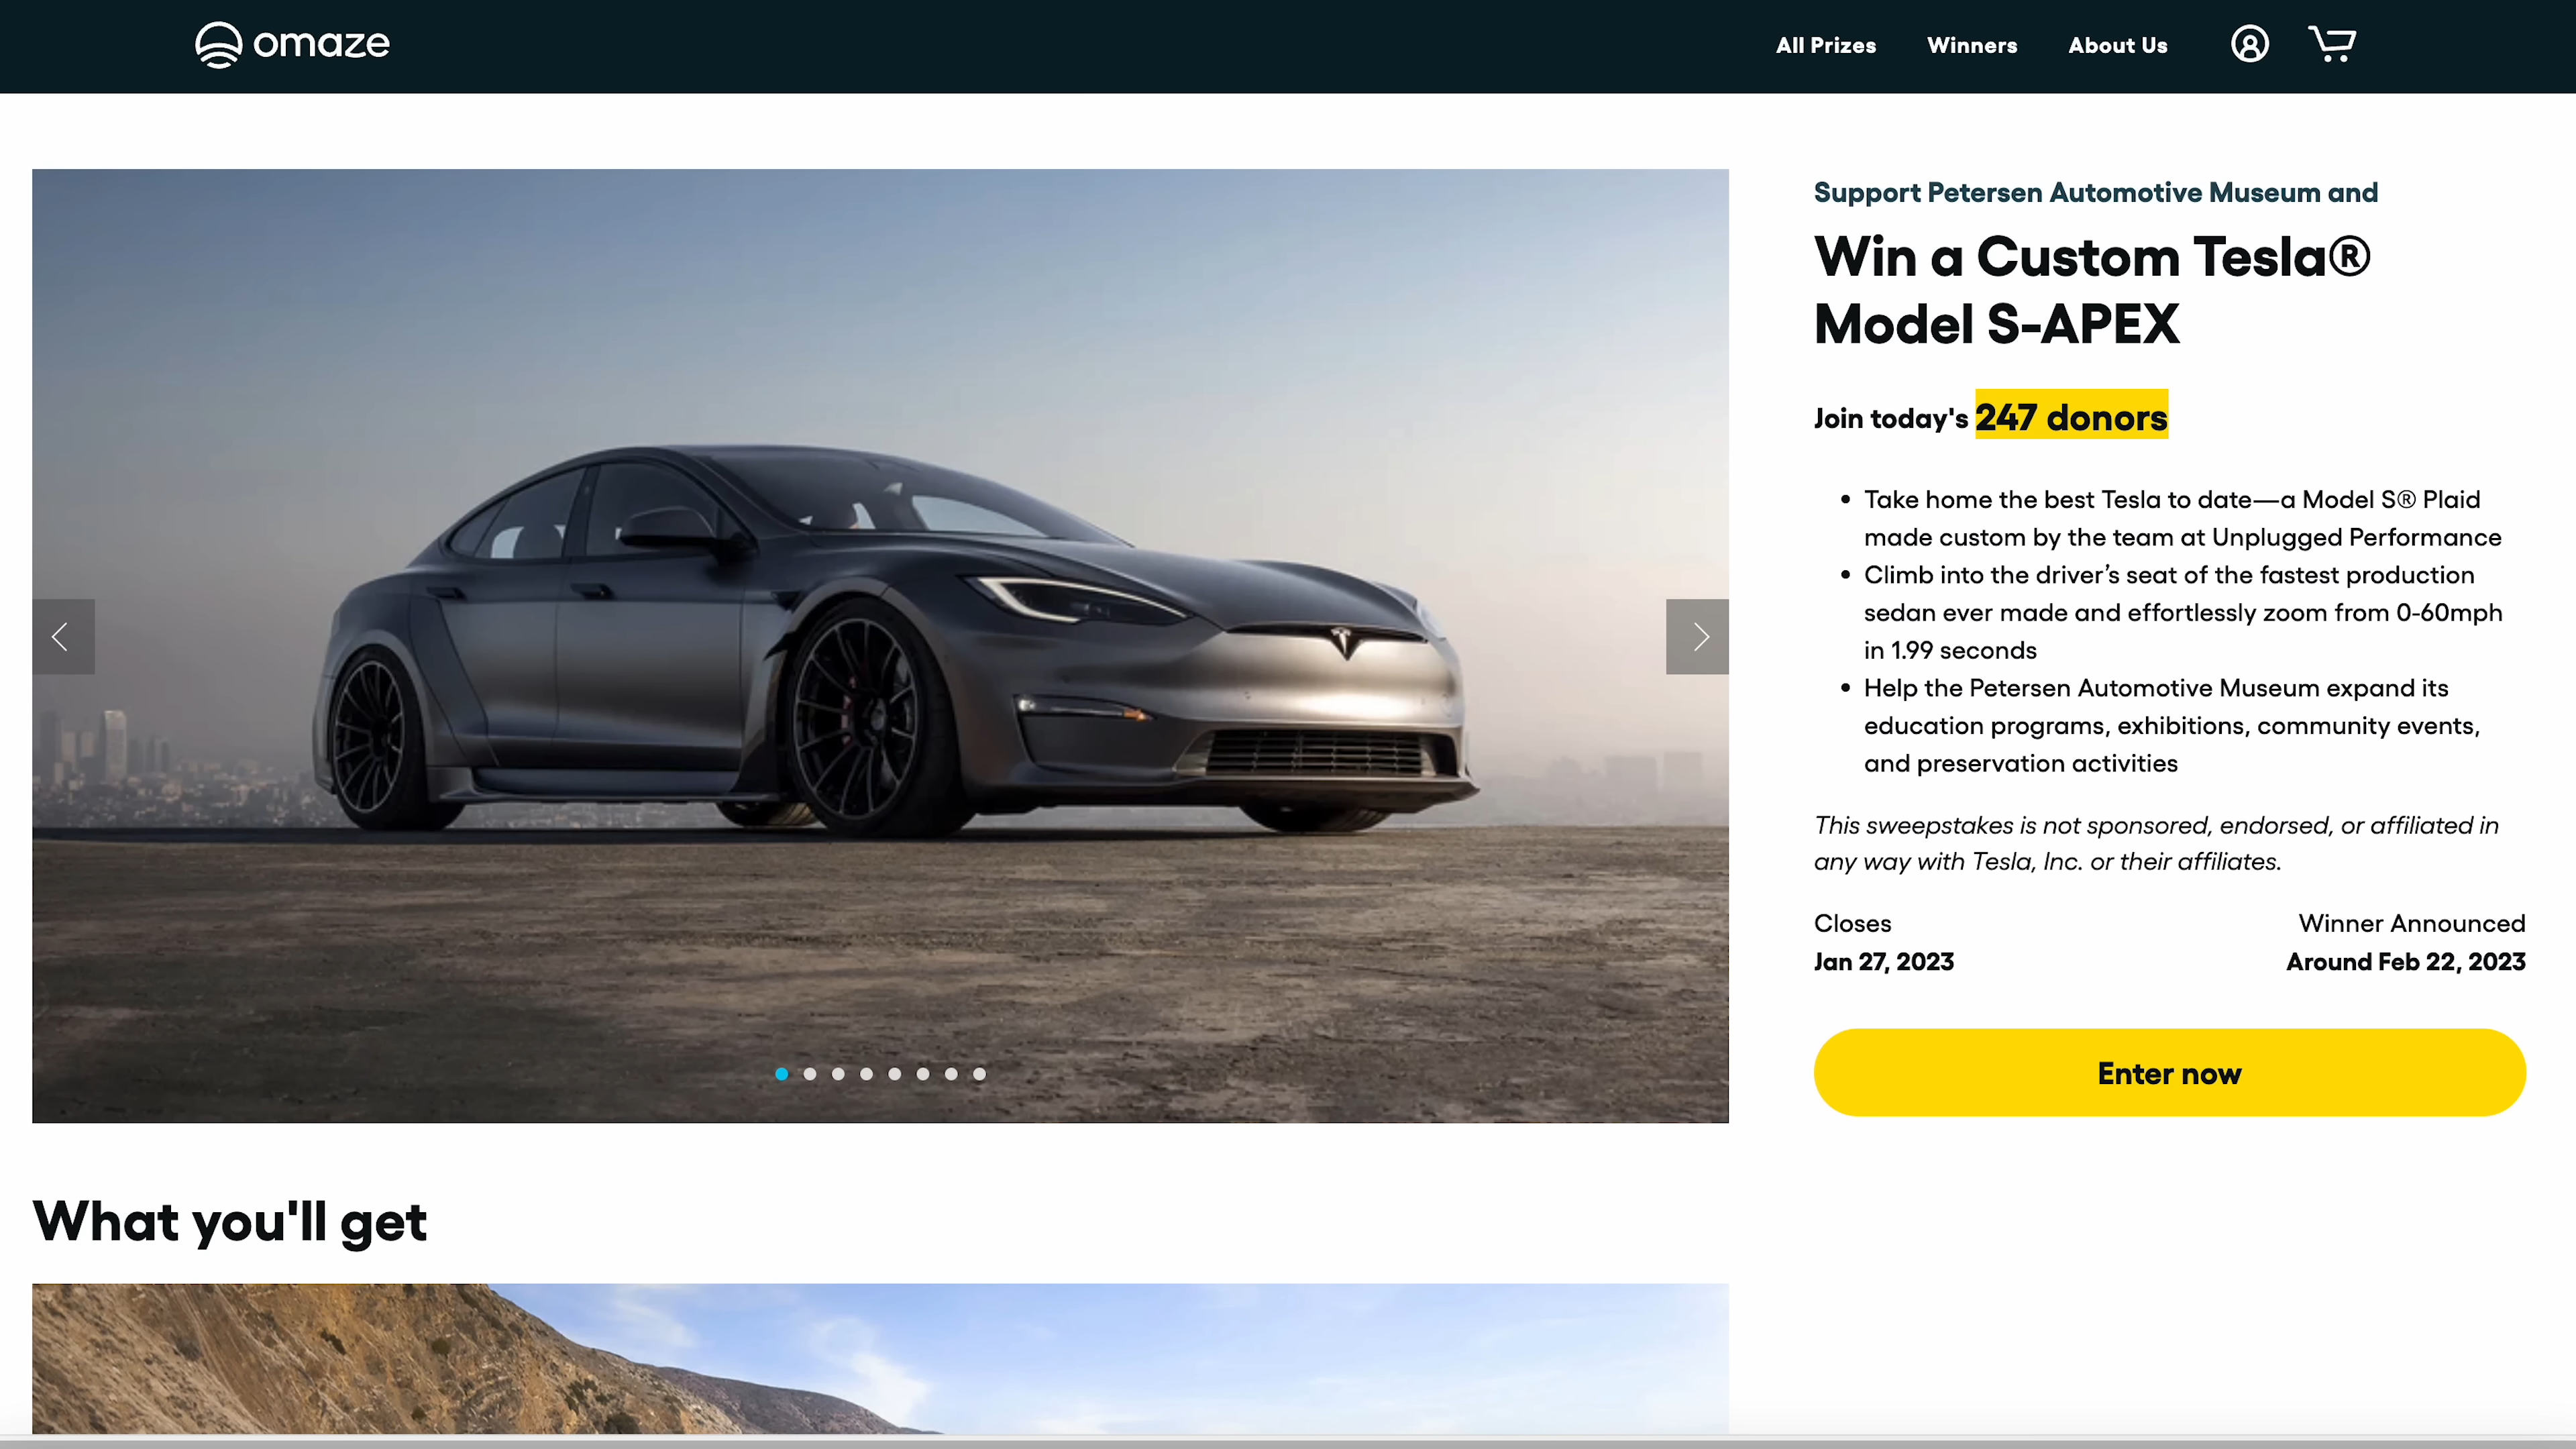 omaze
All Prizes
Winners
About Us
Support Petersen Automotive Museum and
Win a Custom Tesla®
Model S-APEX
Join today's 247 donors
• Take home the best Tesla to date—a Model S® Plaid
made custom by the team at Unplugged Performance
• Climb into the driver’s seat of the fastest production
sedan ever made and effortlessly zoom from 0-60mph
in 1.99 seconds
• Help the Petersen Automotive Museum expand its
education programs, exhibitions, community events,
and preservation activities
This sweepstakes is not sponsored, endorsed, or affiliated in
any way with Tesla, Inc. or their affiliates.
Closes
Jan 27, 2023
Winner Announced
Around Feb 22, 2023
Enter now
What you'll get